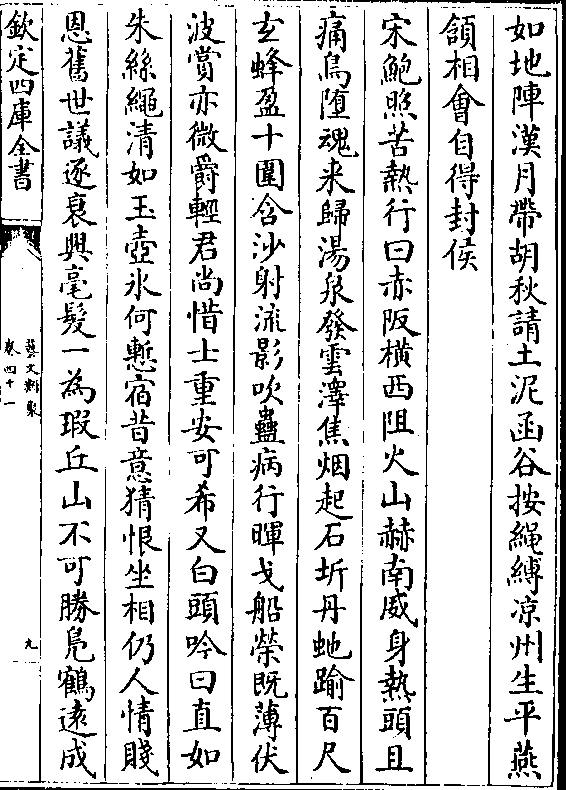 如地陣漢月帶胡秋請土泥函谷按縄縛凉州生平燕
頷相會自得封侯
宋鮑照苦熱行曰赤阪横西阻火山赫南威身熱頭且
痛鳥墮魂来歸湯泉發雲潭焦烟起石圻丹虵踰百尺
玄蜂盈十圍含沙射流影吹蠱病行暉戈船榮既薄伏
波賞亦微爵輕君尚惜士重安可希又白頭吟曰直如
朱絲繩清如玉壺氷何慙宿昔意猜恨坐相仍人情賤
恩舊世議逐衰興毫髮一為瑕丘山不可勝鳬鶴遠成
欽定四庫全書
藝文類聚
卷四十一
九